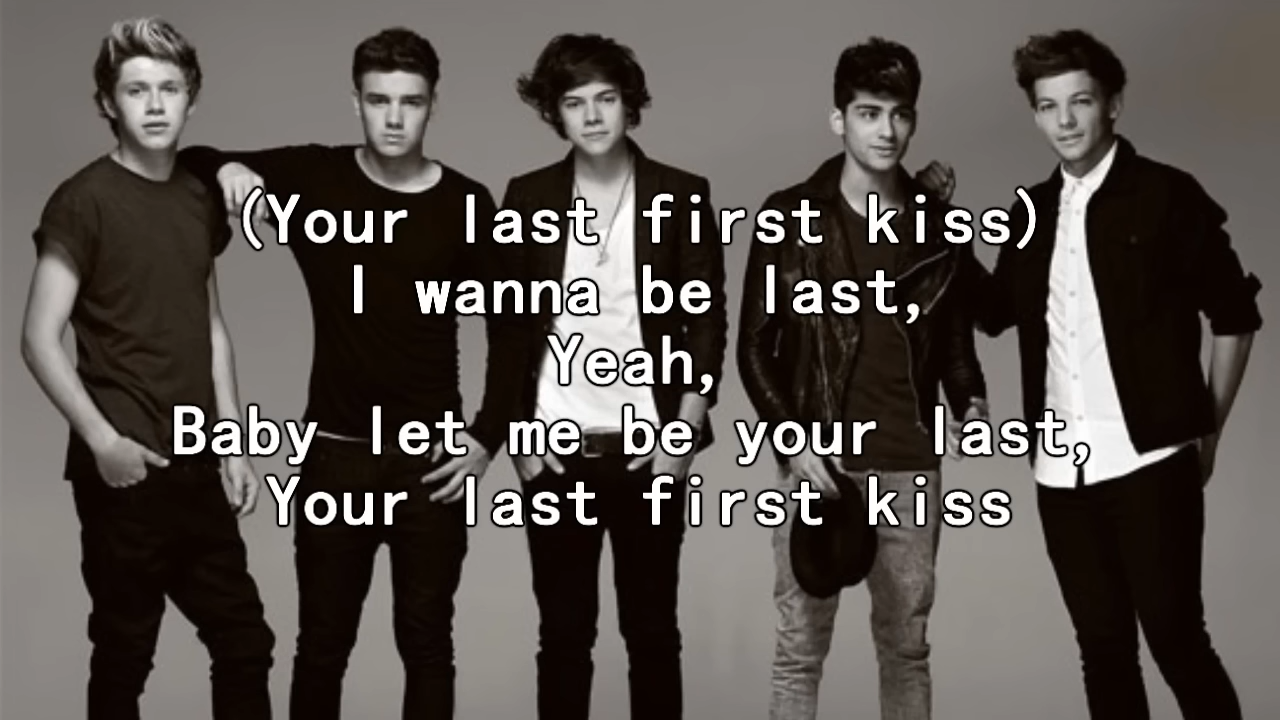 (Your last first kiss)
I wanna be last,
Yeah,
Baby let me be your last,
Your last first kiss